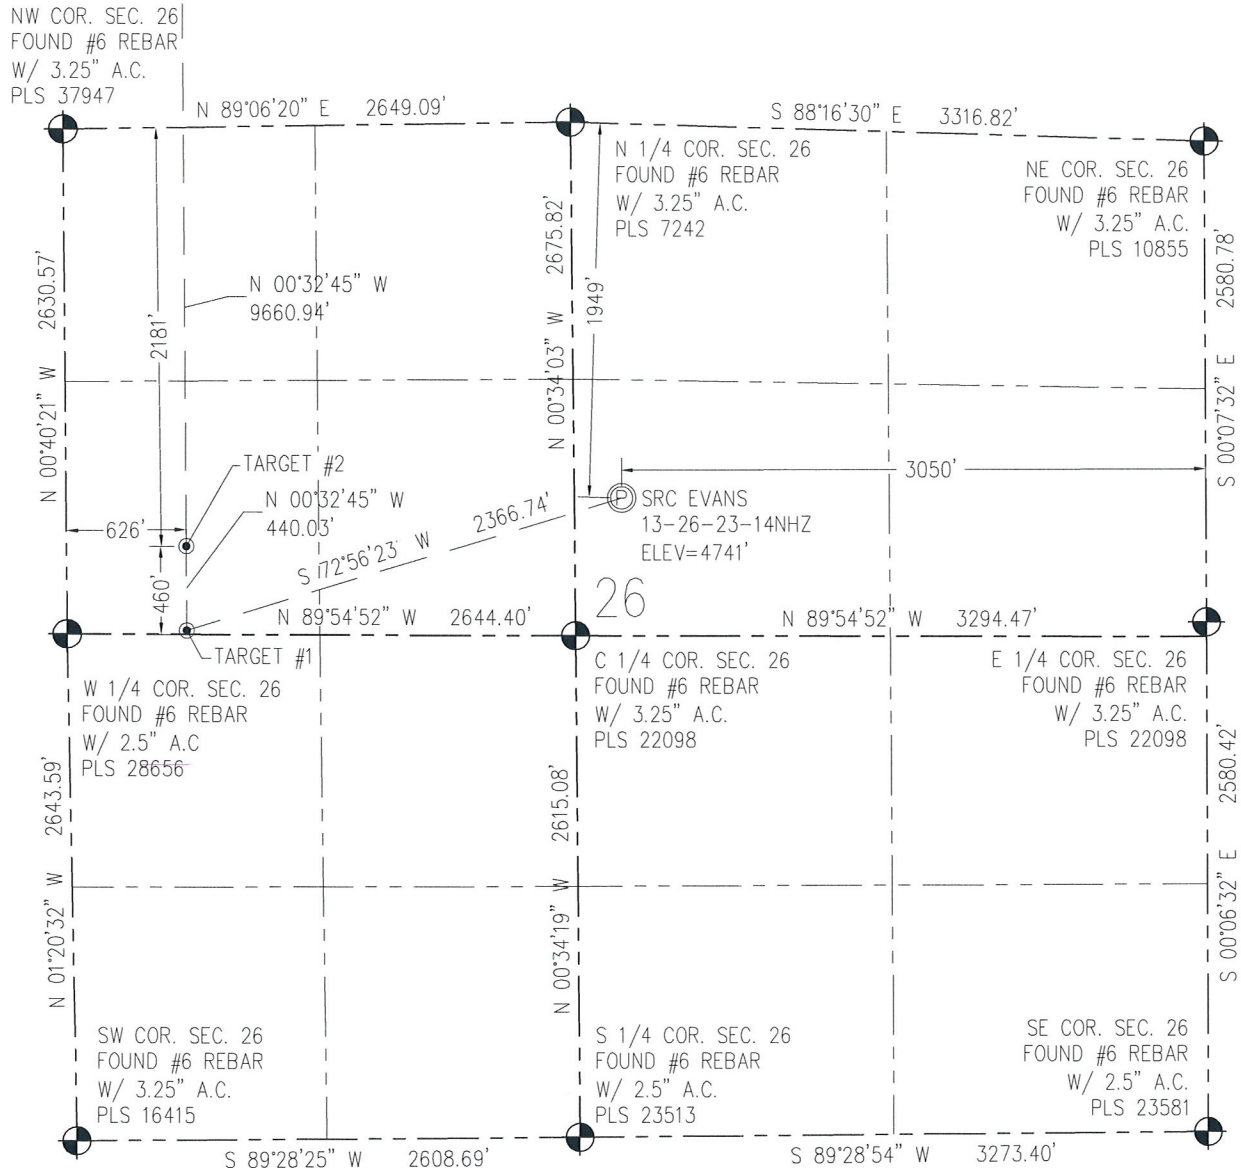 NW COR. SEC. 26
FOUND #6 REBAR
W/ 3.25" A.C.
PLS 37947
N 89°06'20" E 2649.09'
S 88°16'30" E 3316.82'
N 1/4 COR. SEC. 26
FOUND #6 REBAR
W/ 3.25" A.C.
PLS 7242
NE COR. SEC. 26
FOUND #6 REBAR
W/ 3.25" A.C.
PLS 10855
N 00°40'21" W 2630.57'
2181'
N 00°32'45" W
9660.94'
N 00°34'03" W 2675.82'
1949'
S 00°07'32" E 2580.78'
TARGET #2
N 00°32'45" W
440.03'
626'
460'
S 72°56'23" W 2366.74'
3050'
P
SRC EVANS
13-26-23-14NHZ
ELEV=4741'
26
N 89°54'52" W 2644.40'
N 89°54'52" W 3294.47'
TARGET #1
W 1/4 COR. SEC. 26
FOUND #6 REBAR
W/ 2.5" A.C
PLS 28656
C 1/4 COR. SEC. 26
FOUND #6 REBAR
W/ 3.25" A.C.
PLS 22098
E 1/4 COR. SEC. 26
FOUND #6 REBAR
W/ 3.25" A.C.
PLS 22098
N 01°20'32" W 2643.59'
N 00°34'19" W 2615.08'
S 00°06'32" E 2580.42'
SW COR. SEC. 26
FOUND #6 REBAR
W/ 3.25" A.C.
PLS 16415
S 1/4 COR. SEC. 26
FOUND #6 REBAR
W/ 2.5" A.C.
PLS 23513
SE COR. SEC. 26
FOUND #6 REBAR
W/ 2.5" A.C.
PLS 23581
S 89°28'25" W 2608.69'
S 89°28'54" W 3273.40'